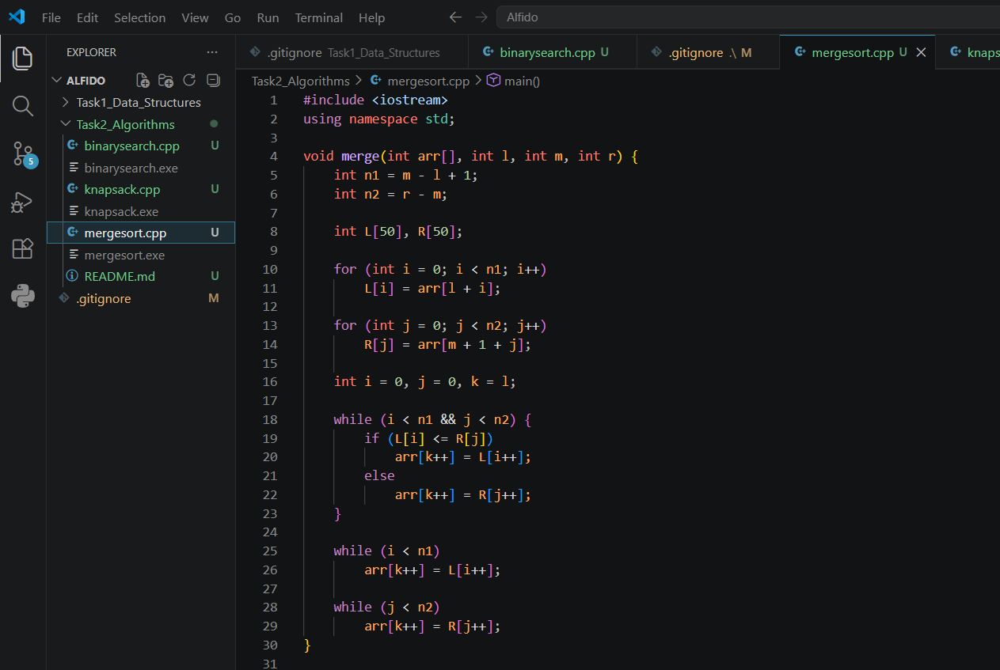 File Edit Selection View Go Run Terminal Help
Alfido
EXPLORER
ALFIDO
Task1_Data_Structures
Task2_Algorithms
binarysearch.cpp U
binarysearch.exe
knapsack.cpp U
knapsack.exe
mergesort.cpp U
mergesort.exe
README.md U
.gitignore M
5
.gitignore Task1_Data_Structures
binarysearch.cpp U
.gitignore .\ M
mergesort.cpp U
knaps
Task2_Algorithms > mergesort.cpp > main()
1 #include <iostream>
2 using namespace std;
3
4 void merge(int arr[], int l, int m, int r) {
5 int n1 = m - l + 1;
6 int n2 = r - m;
7
8 int L[50], R[50];
9
10 for (int i = 0; i < n1; i++)
11 L[i] = arr[l + i];
12
13 for (int j = 0; j < n2; j++)
14 R[j] = arr[m + 1 + j];
15
16 int i = 0, j = 0, k = l;
17
18 while (i < n1 && j < n2) {
19 if (L[i] <= R[j])
20 arr[k++] = L[i++];
21 else
22 arr[k++] = R[j++];
23 }
24
25 while (i < n1)
26 arr[k++] = L[i++];
27
28 while (j < n2)
29 arr[k++] = R[j++];
30 }
31